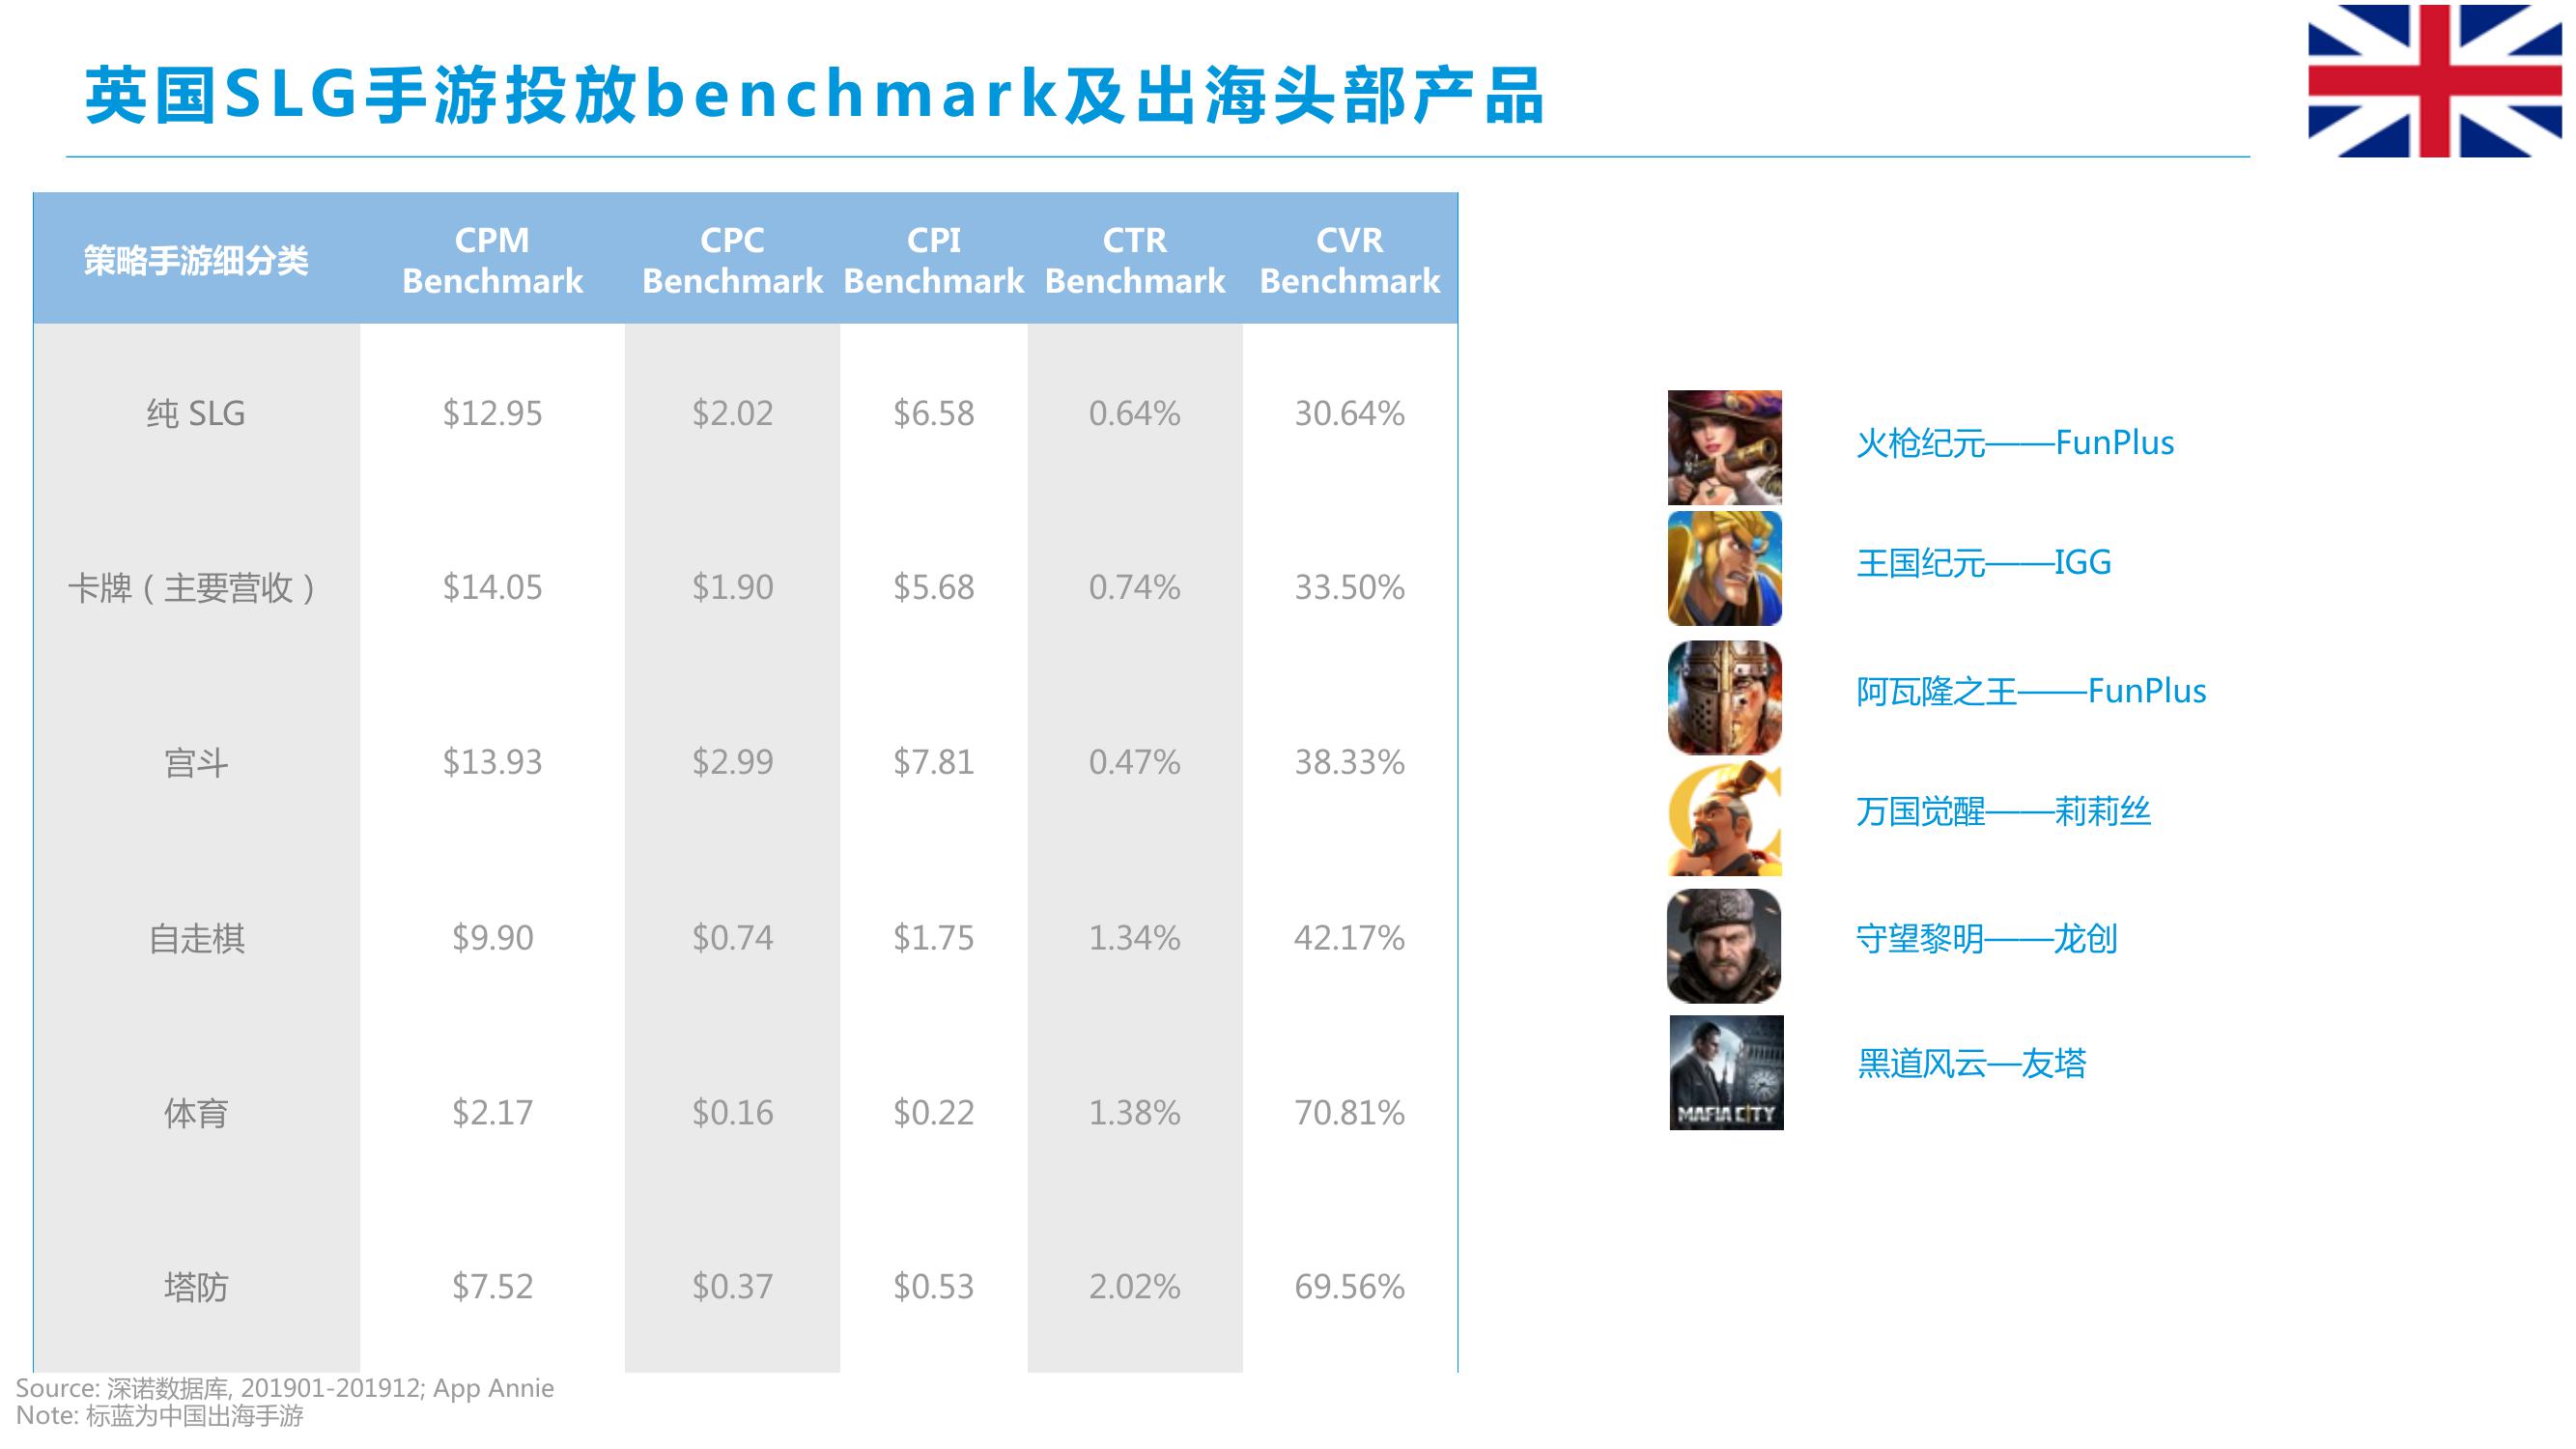 英国SLG手游投放benchmark及出海头部产品
策略手游细分类 CPM Benchmark CPC Benchmark CPI Benchmark CTR Benchmark CVR Benchmark
纯 SLG $12.95 $2.02 $6.58 0.64% 30.64%
卡牌（主要营收） $14.05 $1.90 $5.68 0.74% 33.50%
宫斗 $13.93 $2.99 $7.81 0.47% 38.33%
自走棋 $9.90 $0.74 $1.75 1.34% 42.17%
体育 $2.17 $0.16 $0.22 1.38% 70.81%
塔防 $7.52 $0.37 $0.53 2.02% 69.56%
火枪纪元——FunPlus
王国纪元——IGG
阿瓦隆之王——FunPlus
万国觉醒——莉莉丝
守望黎明——龙创
黑道风云—友塔
MAFIA CITY
Source: 深诺数据库, 201901-201912; App Annie
Note: 标蓝为中国出海手游